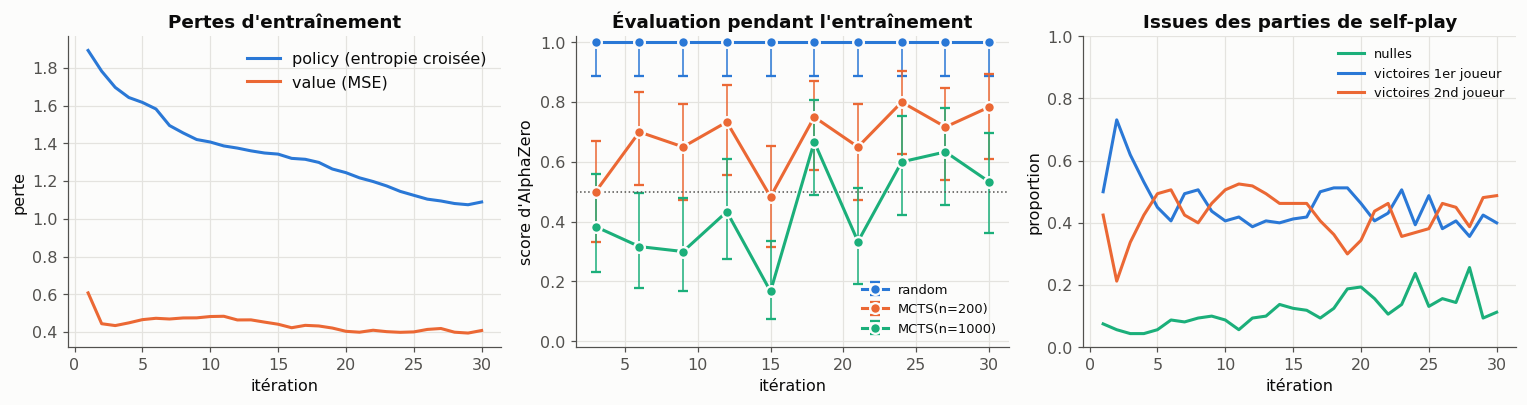 Pertes d'entraînement
policy (entropie croisée)
value (MSE)
1.8
1.6
1.4
1.2
1.0
0.8
0.6
0.4
perte
0
5
10
15
20
25
30
itération
Évaluation pendant l'entraînement
1.0
0.8
0.6
0.4
0.2
0.0
score d'AlphaZero
random
MCTS(n=200)
MCTS(n=1000)
5
10
15
20
25
30
itération
Issues des parties de self-play
nulles
victoires 1er joueur
victoires 2nd joueur
1.0
0.8
0.6
0.4
0.2
0.0
proportion
0
5
10
15
20
25
30
itération